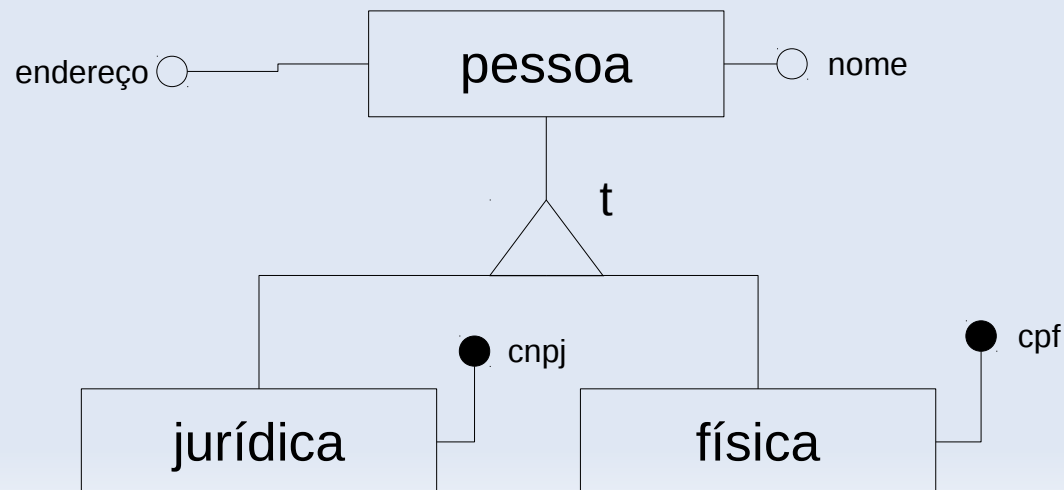 pessoa
endereço
nome
t
cnpj
cpf
jurídica
física